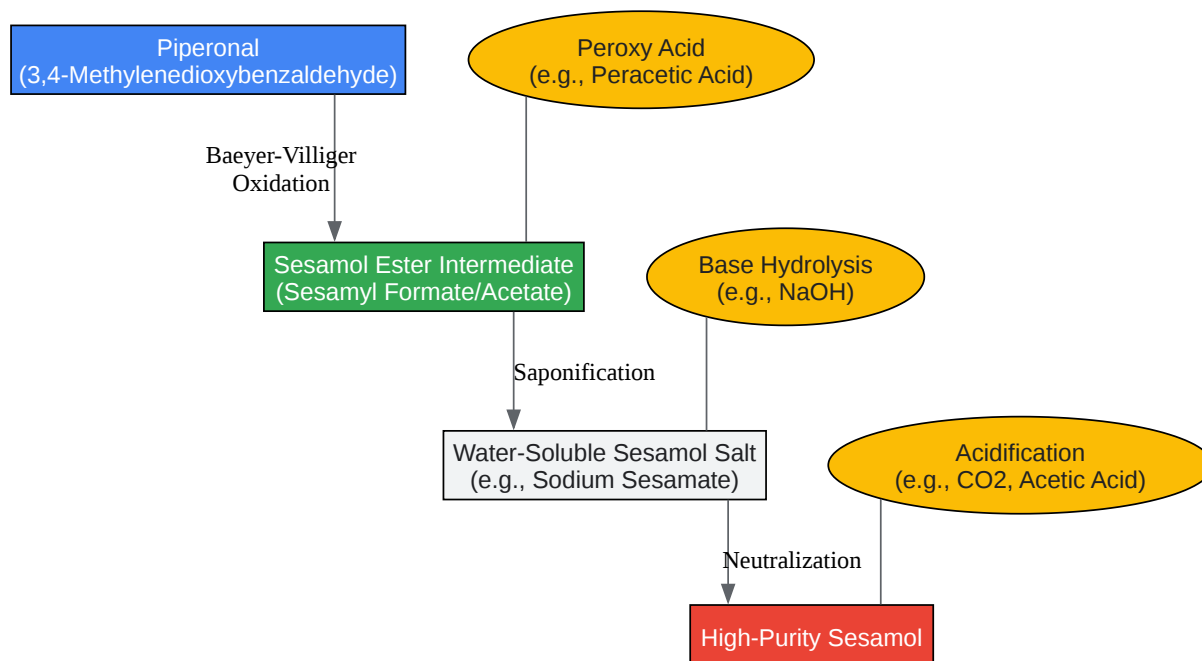 Piperonal
(3,4-Methylenedioxybenzaldehyde)
Peroxy Acid
(e.g., Peracetic Acid)
Baeyer-Villiger
Oxidation
Sesamol Ester Intermediate
(Sesamyl Formate/Acetate)
Base Hydrolysis
(e.g., NaOH)
Saponification
Water-Soluble Sesamol Salt
(e.g., Sodium Sesamate)
Acidification
(e.g., CO2, Acetic Acid)
Neutralization
High-Purity Sesamol